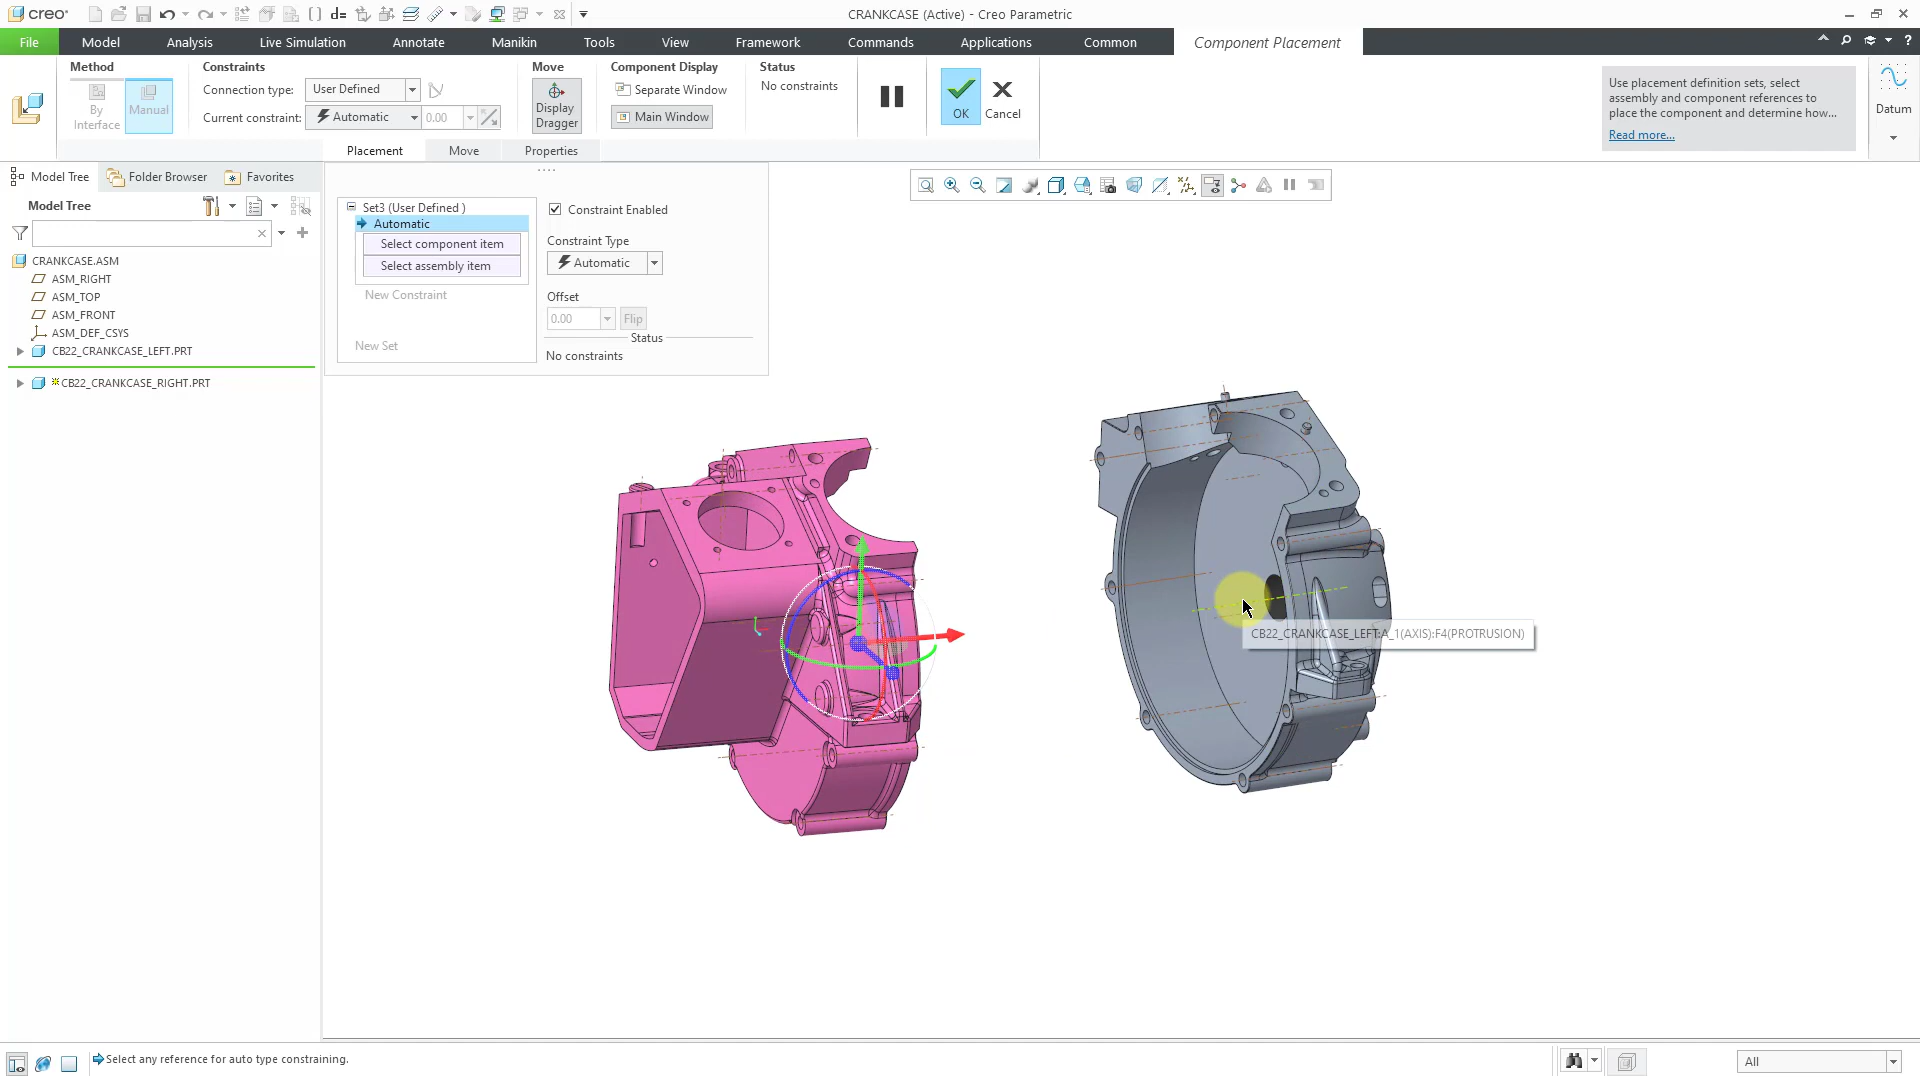 creo
CRANKCASE (Active) - Creo Parametric
File
Model
Analysis
Live Simulation
Annotate
Manikin
Tools
View
Framework
Commands
Applications
Common
Component Placement
Method
By Interface
Manual
Constraints
Connection type: User Defined
Current constraint: Automatic 0.00
Move
Display Dragger
Component Display
Separate Window
Main Window
Status
No constraints
OK
Cancel
Use placement definition sets, select
assembly and component references to
place the component and determine how...
Read more...
Datum
Placement
Move
Properties
Model Tree
Folder Browser
Favorites
Model Tree
CRANKCASE.ASM
ASM_RIGHT
ASM_TOP
ASM_FRONT
ASM_DEF_CSYS
CB22_CRANKCASE_LEFT.PRT
CB22_CRANKCASE_RIGHT.PRT
Set3 (User Defined )
Automatic
Select component item
Select assembly item
New Constraint
New Set
Constraint Enabled
Constraint Type
Automatic
Offset
0.00 Flip
Status
No constraints
CB22_CRANKCASE_LEFT:A_1(AXIS):F4(PROTRUSION)
Select any reference for auto type constraining.
All